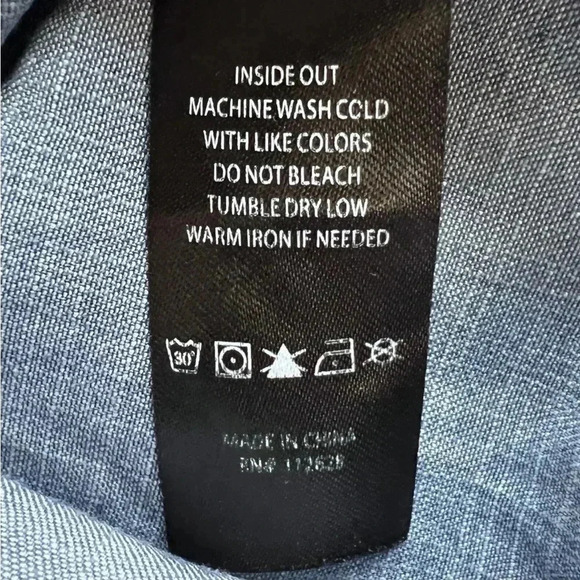 INSIDE OUT
MACHINE WASH COLD
WITH LIKE COLORS
DO NOT BLEACH
TUMBLE DRY LOW
WARM IRON IF NEEDED
30°
MADE IN CHINA
RN#